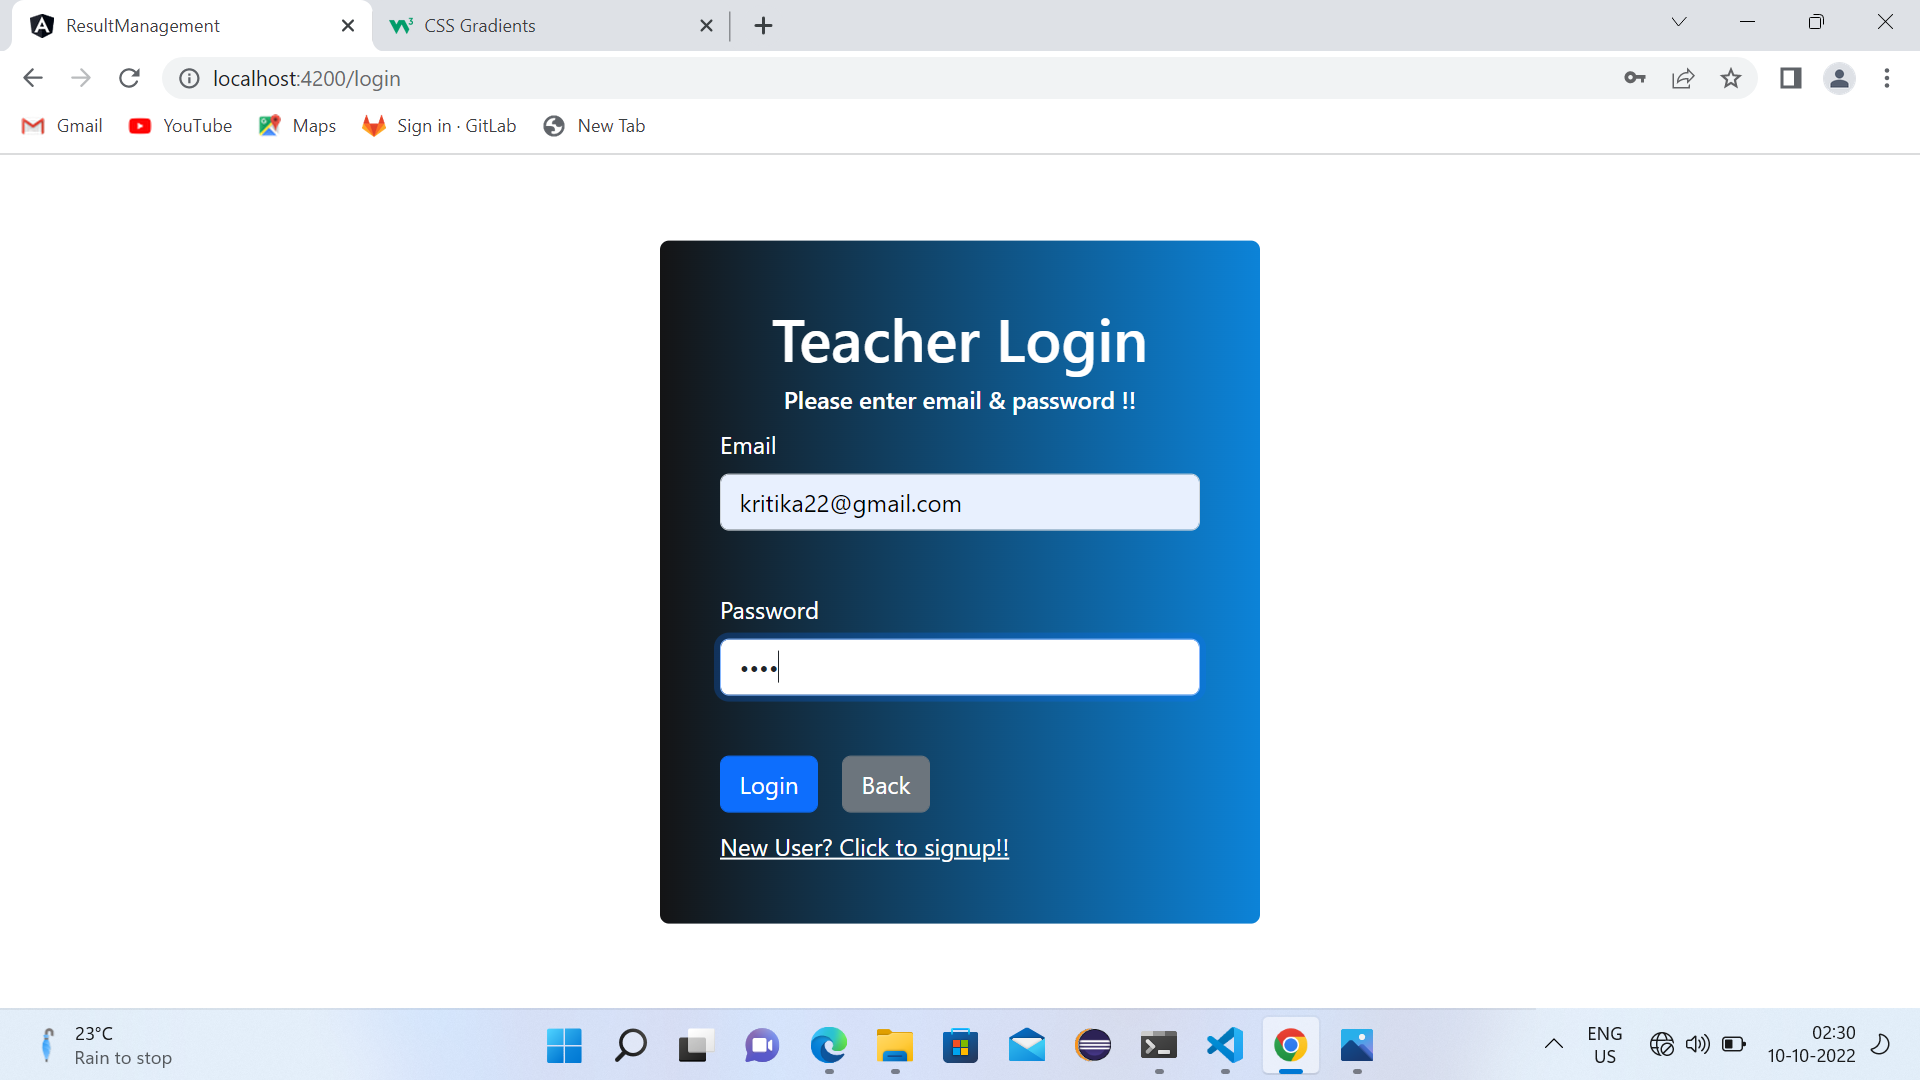 ResultManagement
CSS Gradients
localhost:4200/login
Gmail
YouTube
Maps
Sign in · GitLab
New Tab
Teacher Login
Please enter email & password !!
Email
kritika22@gmail.com
Password
••••
Login
Back
New User? Click to signup!!
23°C
Rain to stop
ENG
US
02:30
10-10-2022